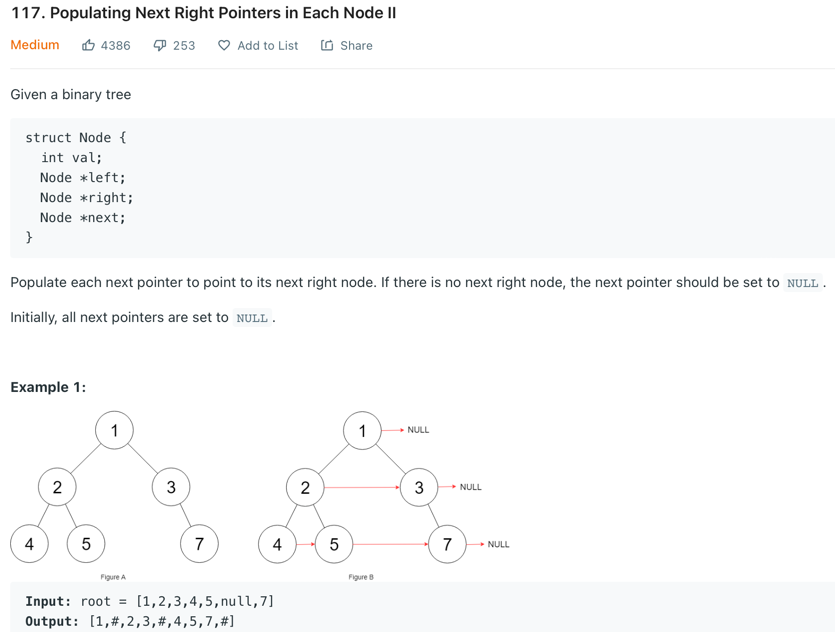 117. Populating Next Right Pointers in Each Node II
Medium 4386 253 Add to List Share
Given a binary tree
struct Node {
  int val;
  Node *left;
  Node *right;
  Node *next;
}
Populate each next pointer to point to its next right node. If there is no next right node, the next pointer should be set to NULL .
Initially, all next pointers are set to NULL .
Example 1:
1 1 NULL
2 3 2 3 NULL
4 5 7 4 5 7 NULL
Figure A Figure B
Input: root = [1,2,3,4,5,null,7]
Output: [1,#,2,3,#,4,5,7,#]